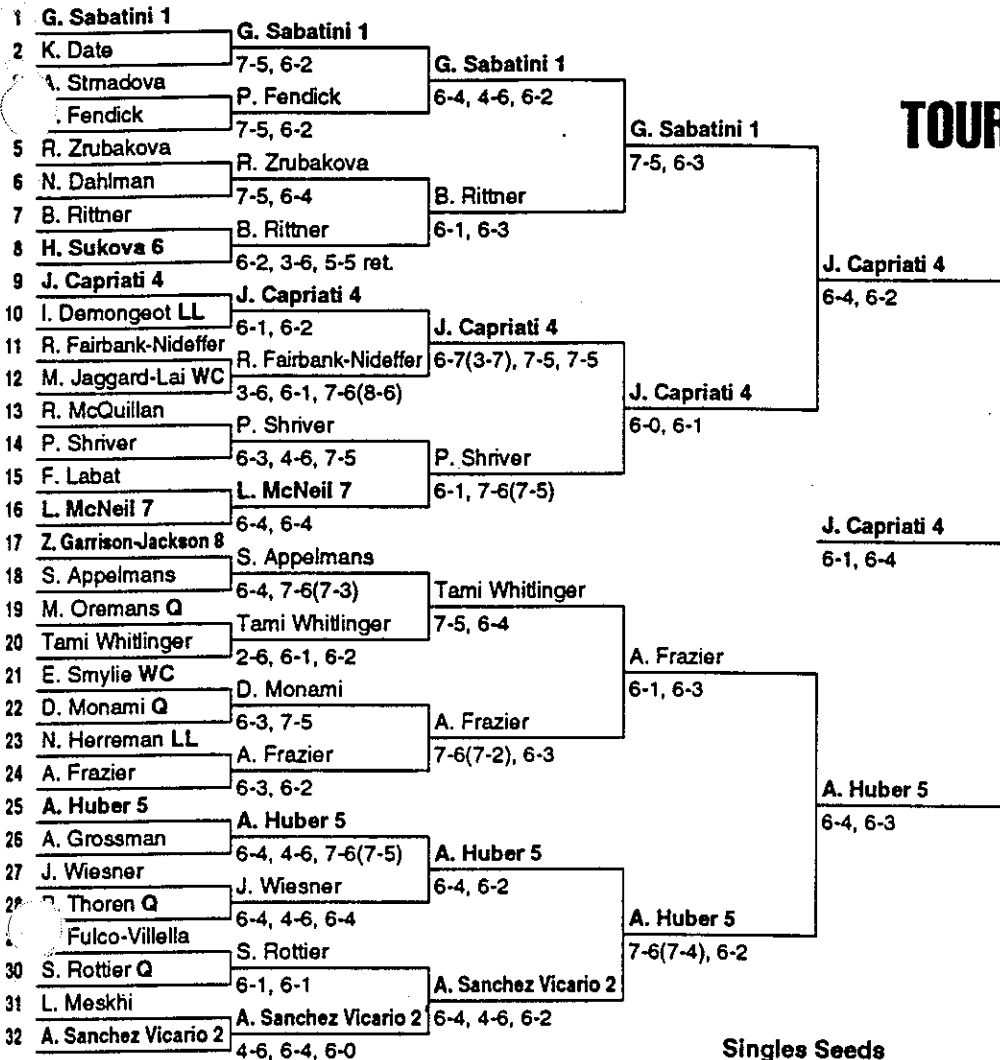 1 G. Sabatini 1
2 K. Date
A. Strnadova
Fendick
5 R. Zrubakova
6 N. Dahlman
7 B. Rittner
8 H. Sukova 6
9 J. Capriati 4
10 I. Demongeot LL
11 R. Fairbank-Nideffer
12 M. Jaggard-Lai WC
13 R. McQuillan
14 P. Shriver
15 F. Labat
16 L. McNeil 7
17 Z. Garrison-Jackson 8
18 S. Appelmans
19 M. Oremans Q
20 Tami Whitlinger
21 E. Smylie WC
22 D. Monami Q
23 N. Herreman LL
24 A. Frazier
25 A. Huber 5
26 A. Grossman
27 J. Wiesner
28 Thoren Q
Fulco-Villella
30 S. Rottier Q
31 L. Meskhi
32 A. Sanchez Vicario 2
G. Sabatini 1
7-5, 6-2
P. Fendick
7-5, 6-2
R. Zrubakova
7-5, 6-4
B. Rittner
6-2, 3-6, 5-5 ret.
J. Capriati 4
6-1, 6-2
R. Fairbank-Nideffer
3-6, 6-1, 7-6(8-6)
P. Shriver
6-3, 4-6, 7-5
L. McNeil 7
6-4, 6-4
S. Appelmans
6-4, 7-6(7-3)
Tami Whitlinger
2-6, 6-1, 6-2
D. Monami
6-3, 7-5
A. Frazier
6-3, 6-2
A. Huber 5
6-4, 4-6, 7-6(7-5)
J. Wiesner
6-4, 4-6, 6-4
S. Rottier
6-1, 6-1
A. Sanchez Vicario 2
4-6, 6-4, 6-0
G. Sabatini 1
6-4, 4-6, 6-2
B. Rittner
6-1, 6-3
J. Capriati 4
6-7(3-7), 7-5, 7-5
P. Shriver
6-1, 7-6(7-5)
Tami Whitlinger
7-5, 6-4
A. Frazier
7-6(7-2), 6-3
A. Huber 5
6-4, 6-2
A. Sanchez Vicario 2
6-4, 4-6, 6-2
G. Sabatini 1
7-5, 6-3
J. Capriati 4
6-0, 6-1
A. Frazier
6-1, 6-3
A. Huber 5
7-6(7-4), 6-2
J. Capriati 4
6-4, 6-2
A. Huber 5
6-4, 6-3
J. Capriati 4
6-1, 6-4
TOUR
Singles Seeds